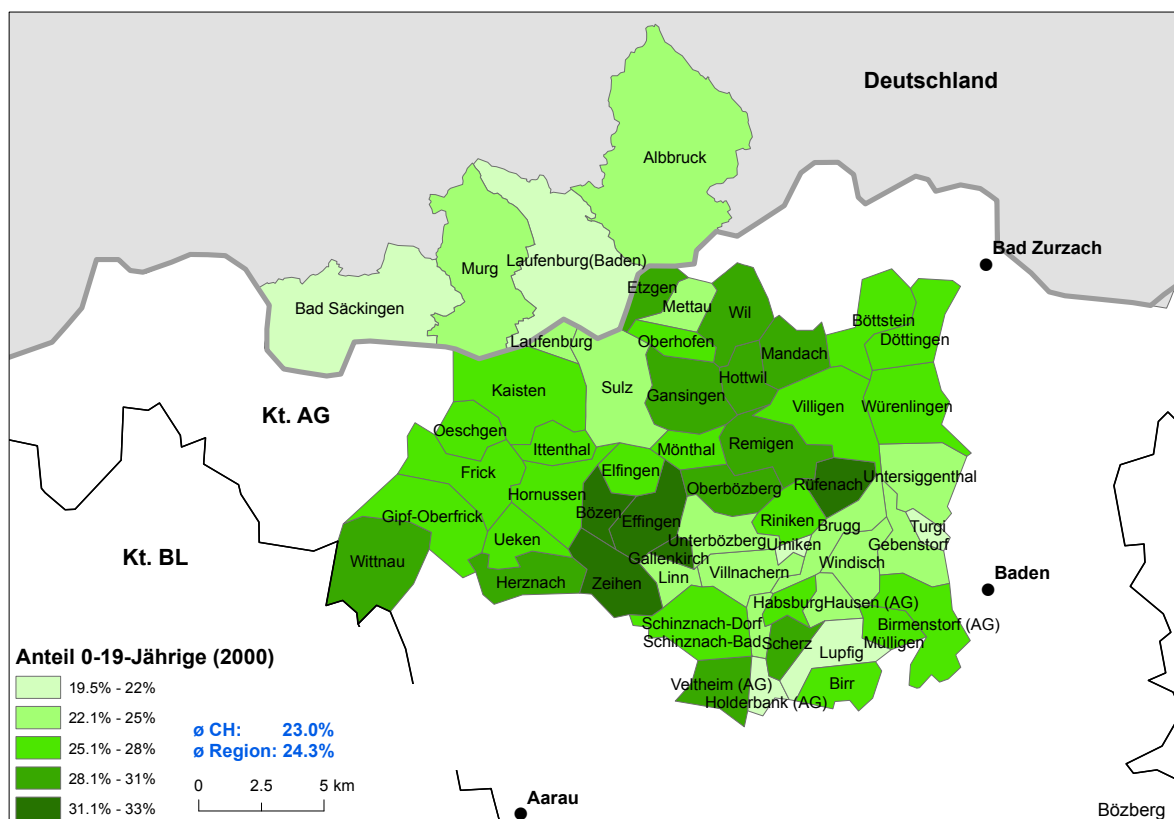 Deutschland
Albbruck
Bad Zurzach
Laufenburg(Baden)
Murg
Etzgen
Bad Säckingen
Mettau
Wil
Böttstein
Laufenburg
Oberhofen
Döttingen
Mandach
Hottwil
Kaisten
Sulz
Gansingen
Villigen
Würenlingen
Kt. AG
Oeschgen
Ittenthal
Mönthal
Remigen
Frick
Elfingen
Untersiggenthal
Rüfenach
Oberbözberg
Hornussen
Bözen
Gipf-Oberfrick
Effingen
Riniken
Brugg
Turgi
Ueken
Unterbözberg
Umiken
Gebenstorf
Kt. BL
Gallenkirch
Windisch
Wittnau
Linn
Villnachern
Herznach
Zeihen
Baden
Habsburg
Hausen (AG)
Schinznach-Dorf
Birmenstorf (AG)
Schinznach-Bad
Scherz
Mülligen
Lupfig
Veltheim (AG)
Birr
Holderbank (AG)
Anteil 0-19-Jährige (2000)
19.5% - 22%
22.1% - 25%
25.1% - 28%
28.1% - 31%
31.1% - 33%
ø CH: 23.0%
ø Region: 24.3%
0 2.5 5 km
Aarau
Bözberg